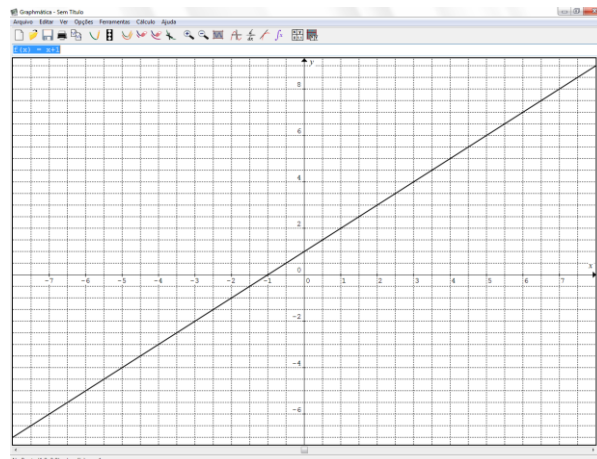 Graphmática - Sem Título
Arquivo Editar Ver Opções Ferramentas Cálculo Ajuda
f(x) = x+1
y
8
6
4
2
0
x
-7 -6 -5 -4 -3 -2 -1 0 1 2 3 4 5 6 7
-2
-4
-6